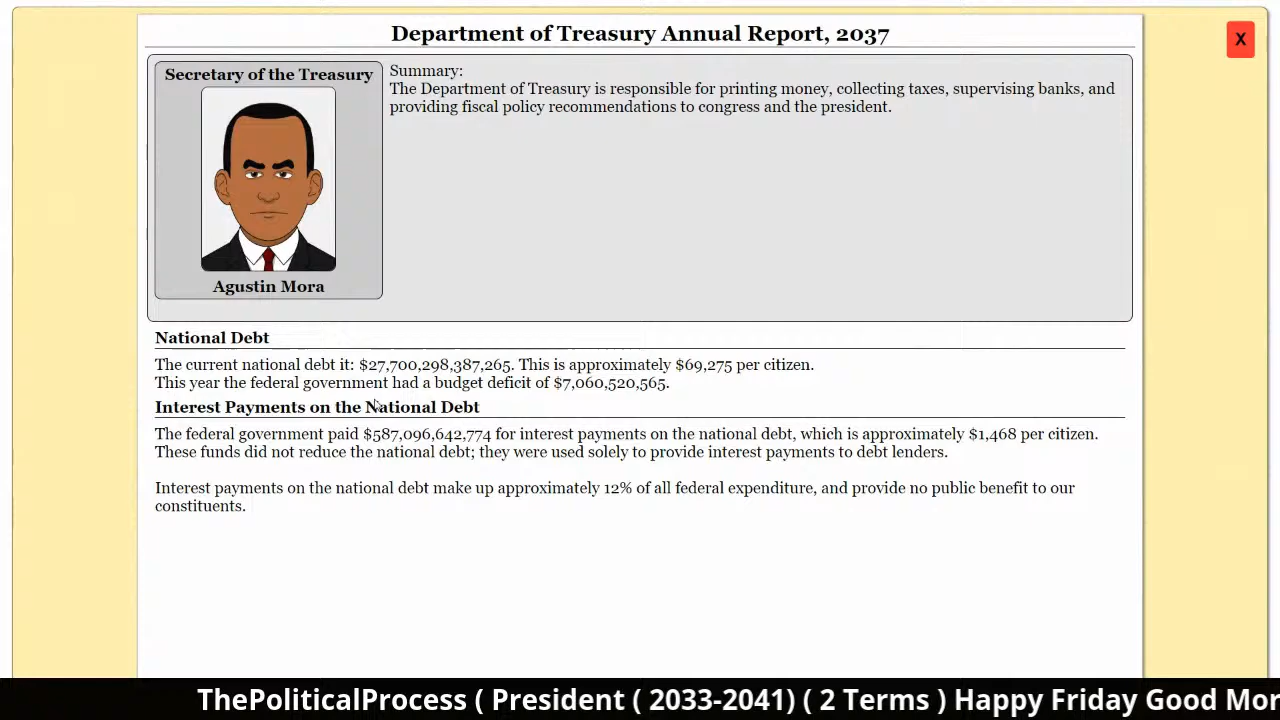 Department of Treasury Annual Report, 2037
X
Secretary of the Treasury
Agustin Mora
Summary:
The Department of Treasury is responsible for printing money, collecting taxes, supervising banks, and
providing fiscal policy recommendations to congress and the president.
National Debt
The current national debt it: $27,700,298,387,265. This is approximately $69,275 per citizen.
This year the federal government had a budget deficit of $7,060,520,565.
Interest Payments on the National Debt
The federal government paid $587,096,642,774 for interest payments on the national debt, which is approximately $1,468 per citizen.
These funds did not reduce the national debt; they were used solely to provide interest payments to debt lenders.
Interest payments on the national debt make up approximately 12% of all federal expenditure, and provide no public benefit to our
constituents.
ThePoliticalProcess ( President ( 2033-2041) ( 2 Terms ) Happy Friday Good Mor